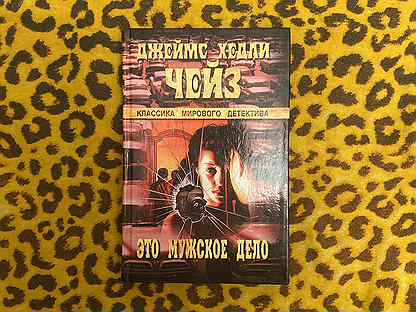 ДЖЕЙМС ХЕДЛИ
ЧЕЙЗ
КЛАССИКА МИРОВОГО ДЕТЕКТИВА
ЭТО МУЖСКОЕ ДЕЛО